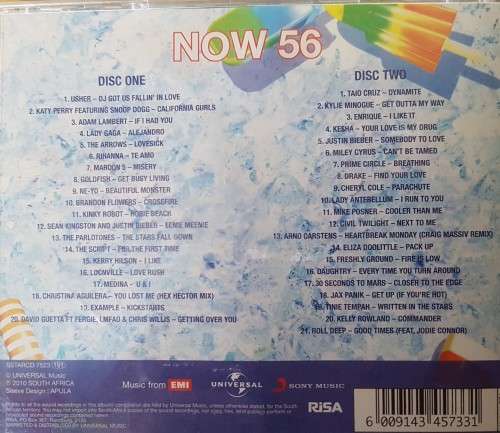 NOW 56
DISC ONE
1. USHER – DJ GOT US FALLIN' IN LOVE
2. KATY PERRY FEATURING SNOOP DOGG – CALIFORNIA GURLS
3. ADAM LAMBERT – IF I HAD YOU
4. LADY GAGA – ALEJANDRO
5. THE ARROWS – LOVESICK
6. RIHANNA – TE AMO
7. MAROON 5 – MISERY
8. GOLDFISH – GET BUSY LIVING
9. NE-YO – BEAUTIFUL MONSTER
10. BRANDON FLOWERS – CROSSFIRE
11. KINKY ROBOT – ROBIE BEACH
12. SEAN KINGSTON AND JUSTIN BIEBER – EENIE MEENIE
13. THE PARLOTONES – THE STARS FALL DOWN
14. THE SCRIPT – FOR THE FIRST TIME
15. KERRY HILSON – I LIKE
16. LOCNVILLE – LOVE RUSH
17. MEDINA – U & I
18. CHRISTINA AGUILERA – YOU LOST ME (HEX HECTOR MIX)
19. EXAMPLE – KICKSTARTS
20. DAVID GUETTA FT FERGIE, LMFAO & CHRIS WILLIS – GETTING OVER YOU
DISC TWO
1. TAIO CRUZ – DYNAMITE
2. KYLIE MINOGUE – GET OUTTA MY WAY
3. ENRIQUE – I LIKE IT
4. KESHA – YOUR LOVE IS MY DRUG
5. JUSTIN BIEBER – SOMEBODY TO LOVE
6. MILEY CYRUS – CAN'T BE TAMED
7. PRIME CIRCLE – BREATHING
8. DRAKE – FIND YOUR LOVE
9. CHERYL COLE – PARACHUTE
10. LADY ANTEBELLUM – I RUN TO YOU
11. MIKE POSNER – COOLER THAN ME
12. CIVIL TWILIGHT – NEXT TO ME
13. ARNO CARSTENS – HEARTBREAK MONDAY (CRAIG MASSIV REMIX)
14. ELIZA DOOLITTLE – PACK UP
15. FRESHLYGROUND – FIRE IS LOW
16. DAUGHTRY – EVERY TIME YOU TURN AROUND
17. 30 SECONDS TO MARS – CLOSER TO THE EDGE
18. JAX PANIK – GET UP (IF YOU'RE HOT)
19. TINIE TEMPAH – WRITTEN IN THE STARS
20. KELLY ROWLAND – COMMANDER
21. ROLL DEEP – GOOD TIMES (FEAT. JODIE CONNOR)
SSTARCD 7523
℗ UNIVERSAL Music
© 2010 SOUTH AFRICA
Sleeve Design : APULA
Music from EMI
UNIVERSAL
SONY MUSIC
RiSA
6 009143 457331